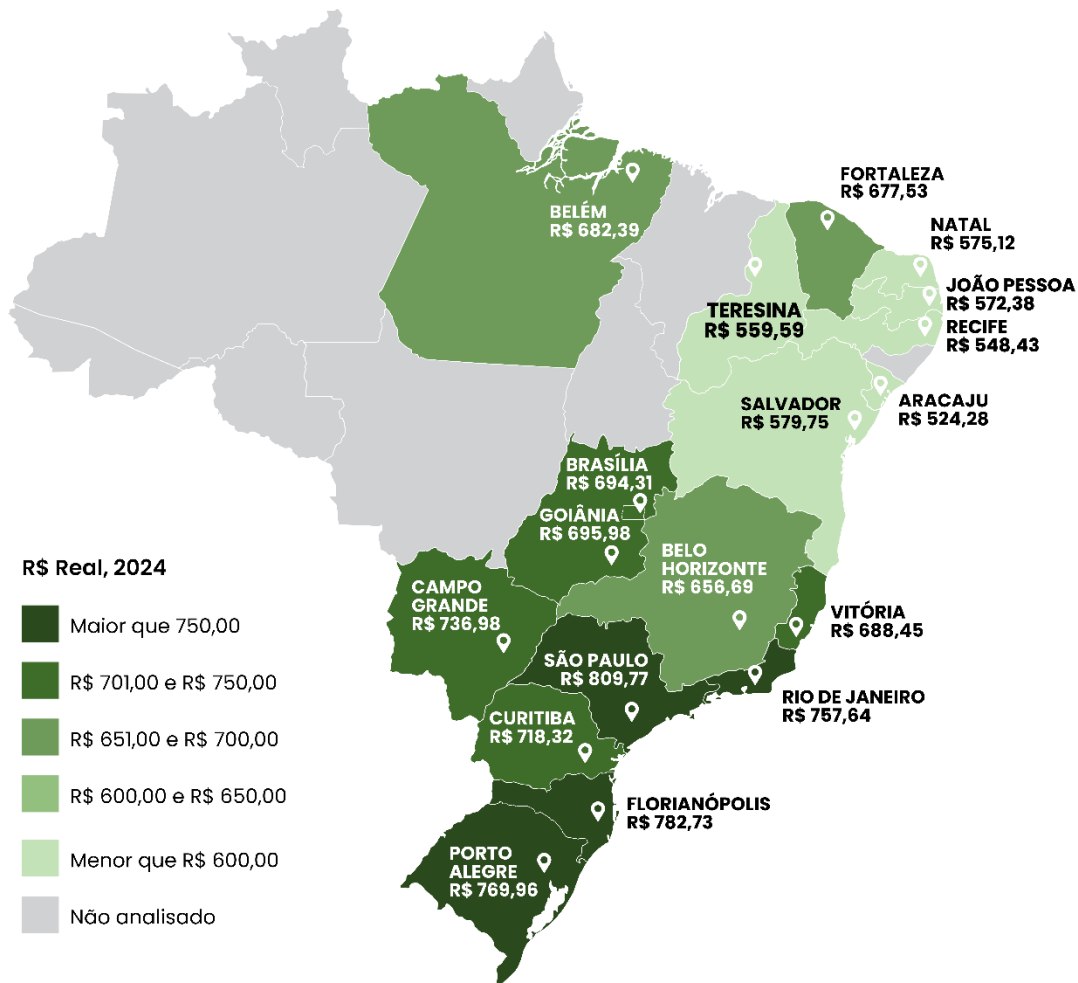 FORTALEZA
R$ 677,53
NATAL
R$ 575,12
BELÉM
R$ 682,39
JOÃO PESSOA
R$ 572,38
TERESINA
R$ 559,59
RECIFE
R$ 548,43
SALVADOR
R$ 579,75
ARACAJU
R$ 524,28
BRASÍLIA
R$ 694,31
GOIÂNIA
R$ 695,98
BELO
HORIZONTE
R$ 656,69
CAMPO
GRANDE
R$ 736,98
VITÓRIA
R$ 688,45
SÃO PAULO
R$ 809,77
RIO DE JANEIRO
R$ 757,64
CURITIBA
R$ 718,32
FLORIANÓPOLIS
R$ 782,73
PORTO
ALEGRE
R$ 769,96
R$ Real, 2024
Maior que 750,00
R$ 701,00 e R$ 750,00
R$ 651,00 e R$ 700,00
R$ 600,00 e R$ 650,00
Menor que R$ 600,00
Não analisado